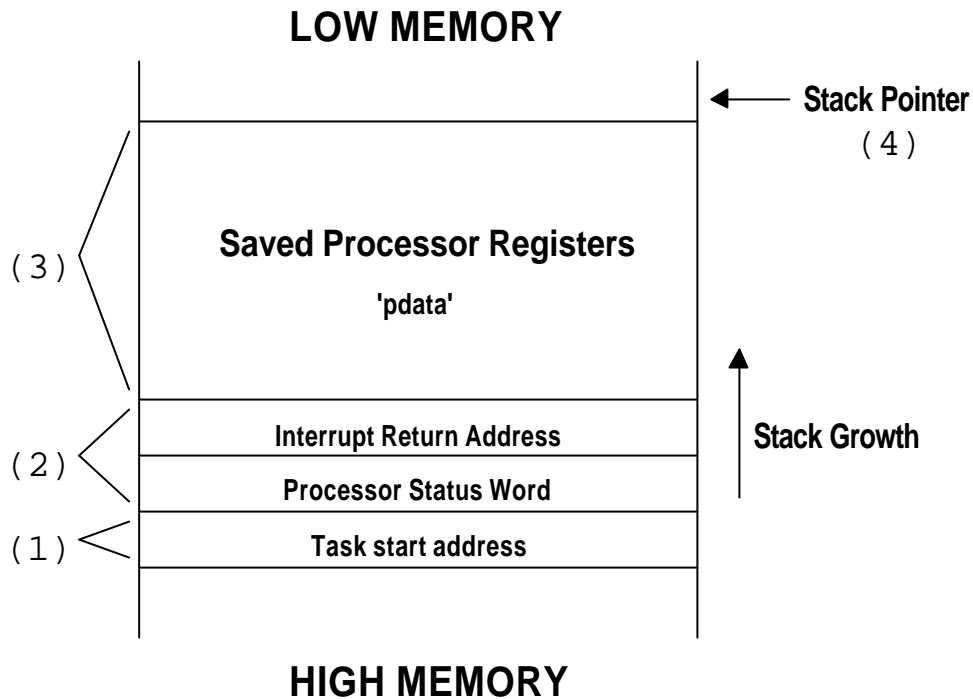 LOW MEMORY
Stack Pointer
(4)
Saved Processor Registers
(3)
'pdata'
Interrupt Return Address
Stack Growth
(2)
Processor Status Word
(1)
Task start address
HIGH MEMORY